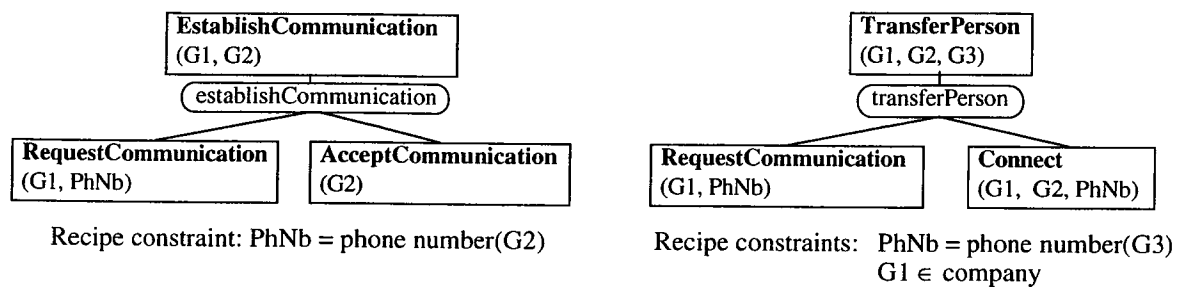 EstablishCommunication
(G1, G2)
establishCommunication
RequestCommunication
(G1, PhNb)
AcceptCommunication
(G2)
Recipe constraint: PhNb = phone number(G2)
TransferPerson
(G1, G2, G3)
transferPerson
RequestCommunication
(G1, PhNb)
Connect
(G1, G2, PhNb)
Recipe constraints: PhNb = phone number(G3)
G1 ∈ company